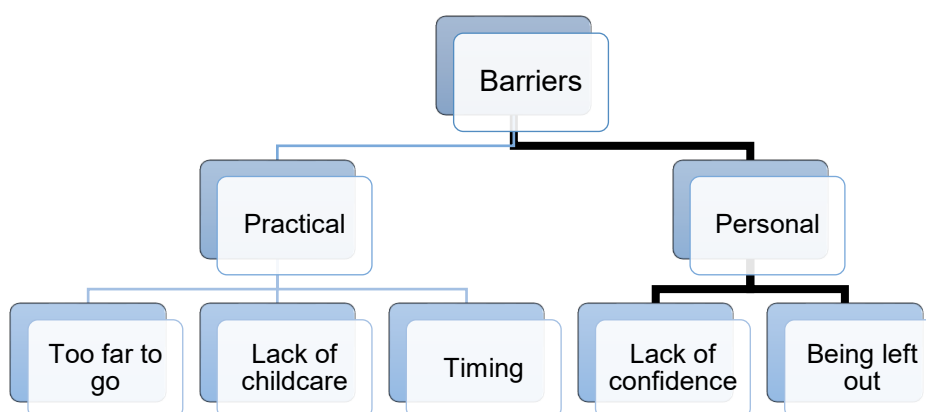 Barriers
Practical
Personal
Too far to
go
Lack of
childcare
Timing
Lack of
confidence
Being left
out